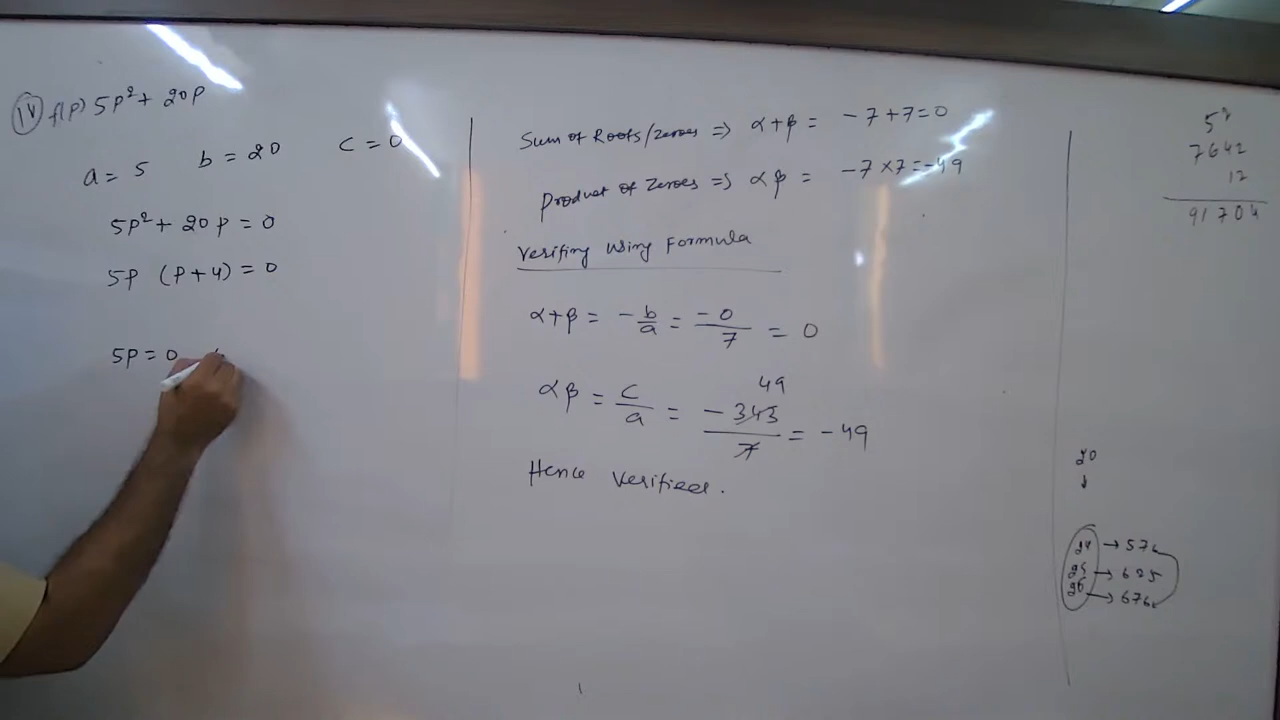 (iv) f(p) 5p² + 20p
a = 5 b = 20 c = 0
5p² + 20p = 0
5p (p+4) = 0
5p = 0
Sum of Roots/zeroes => α+β = -7+7=0
product of zeroes => αβ = -7×7=-49
Verifing using Formula
α+β = -b/a = -0/7 = 0
49
αβ = c/a = -343/7 = -49
Hence Verified.
7642
12
91704
20
↓
24 → 576
25 → 625
26 → 676